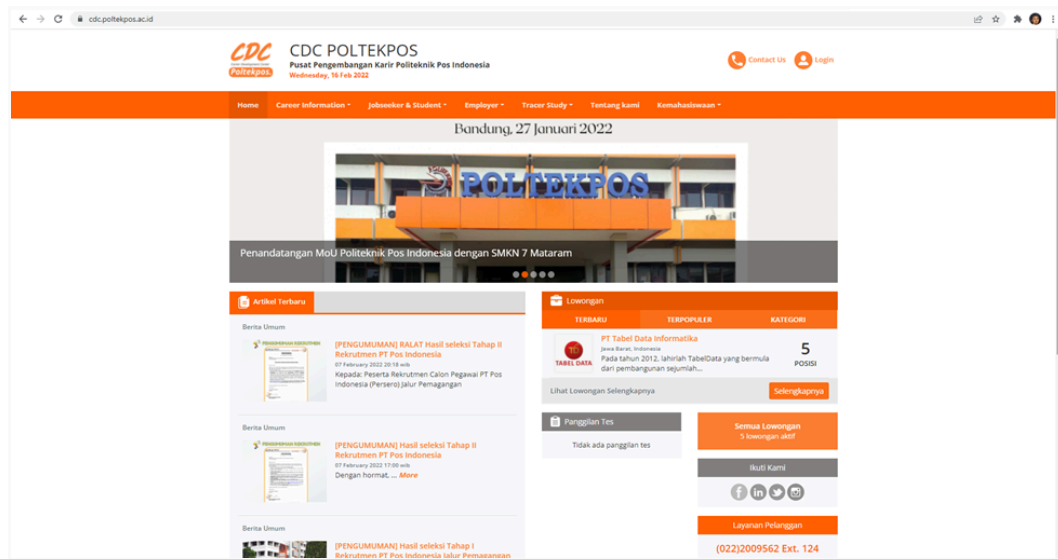 cdc.poltekpos.ac.id
CDC
Poltekpos.
CDC POLTEKPOS
Pusat Pengembangan Karir Politeknik Pos Indonesia
Wednesday, 16 Feb 2022
Contact Us
Login
Home Career Information Jobseeker & Student Employer Tracer Study Tentang kami Kemahasiswaan
Bandung, 27 Januari 2022
POLTEKPOS
Penandatangan MoU Politeknik Pos Indonesia dengan SMKN 7 Mataram
Artikel Terbaru
Berita Umum
[PENGUMUMAN] RALAT Hasil seleksi Tahap II
Rekrutmen PT Pos Indonesia
07 February 2022 20:18 wib
Kepada: Peserta Rekrutmen Calon Pegawai PT Pos
Indonesia (Persero) Jalur Pemagangan
Berita Umum
PENGUMUMAN REKRUTMEN
[PENGUMUMAN] Hasil seleksi Tahap II
Rekrutmen PT Pos Indonesia
07 February 2022 17:00 wib
Dengan hormat, ... More
Berita Umum
[PENGUMUMAN] Hasil seleksi Tahap I
Rekrutmen PT Pos Indonesia Jalur Pemagangan
Lowongan
TERBARU TERPOPULER KATEGORI
TD
TABEL DATA
PT Tabel Data Informatika
Jawa Barat, Indonesia
Pada tahun 2012, lahirlah TabelData yang bermula
dari pembangunan sejumlah...
5
POSISI
Lihat Lowongan Selengkapnya
Selengkapnya
Panggilan Tes
Tidak ada panggilan tes
Semua Lowongan
5 lowongan aktif
Ikuti Kami
Layanan Pelanggan
(022)2009562 Ext. 124